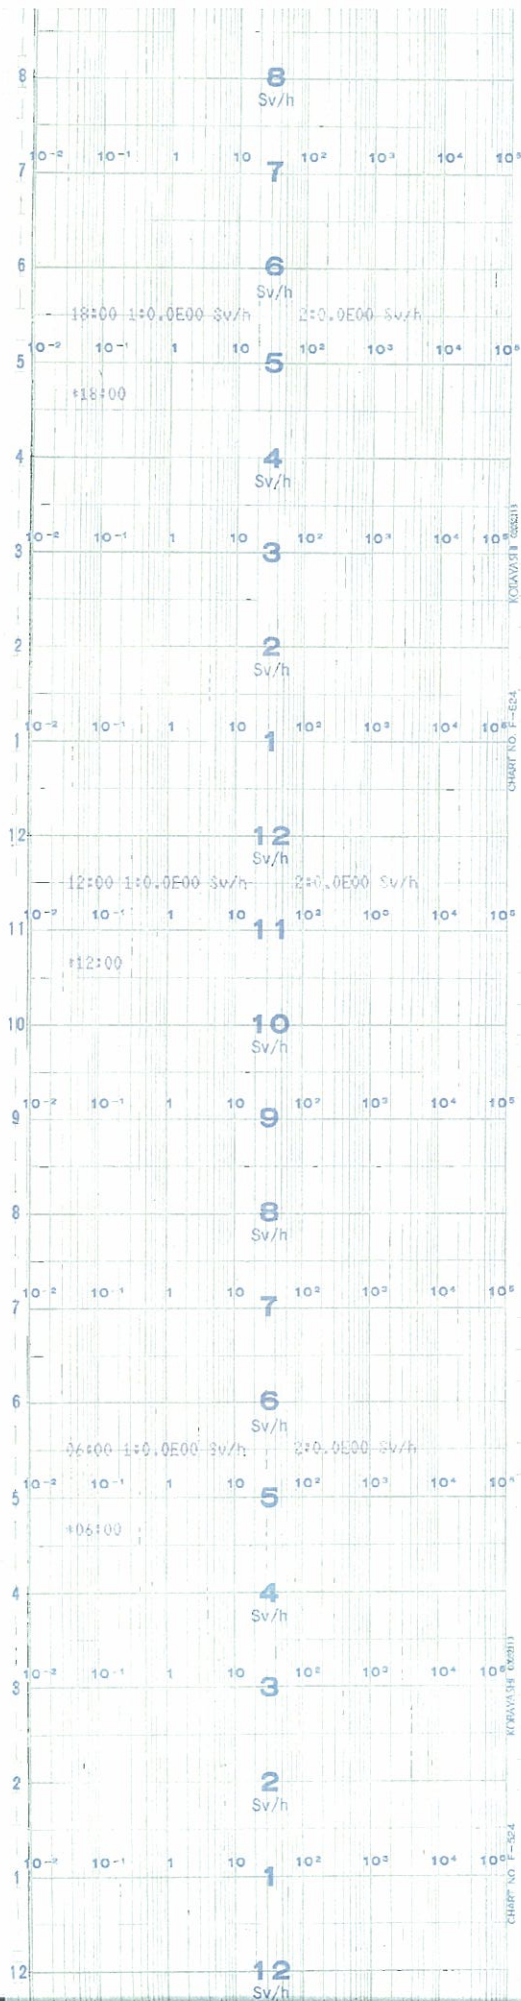 8 8
Sv/h
10⁻² 10⁻¹ 1 10 10² 10³ 10⁴ 10⁵
7 7
6 6
Sv/h
18:00 1:0.0E00 Sv/h 2:0.0E00 Sv/h
10⁻² 10⁻¹ 1 10 10² 10³ 10⁴ 10⁵
5 5
*18:00
4 4
Sv/h
KOBAYASHI
10⁻² 10⁻¹ 1 10 10² 10³ 10⁴ 10⁵
3 3
2 2
Sv/h
CHART NO.
10⁻² 10⁻¹ 1 10 10² 10³ 10⁴ 10⁵
1 1
12 12
Sv/h
12:00 1:0.0E00 Sv/h 2:0.0E00 Sv/h
10⁻² 10⁻¹ 1 10 10² 10³ 10⁴ 10⁵
11 11
*12:00
10 10
Sv/h
10⁻² 10⁻¹ 1 10 10² 10³ 10⁴ 10⁵
9 9
8 8
Sv/h
10⁻² 10⁻¹ 1 10 10² 10³ 10⁴ 10⁵
7 7
6 6
Sv/h
06:00 1:0.0E00 Sv/h 2:0.0E00 Sv/h
10⁻² 10⁻¹ 1 10 10² 10³ 10⁴ 10⁵
5 5
*06:00
4 4
Sv/h
KOBAYASHI
10⁻² 10⁻¹ 1 10 10² 10³ 10⁴ 10⁵
3 3
2 2
Sv/h
CHART NO.
10⁻² 10⁻¹ 1 10 10² 10³ 10⁴ 10⁵
1 1
12 12
Sv/h